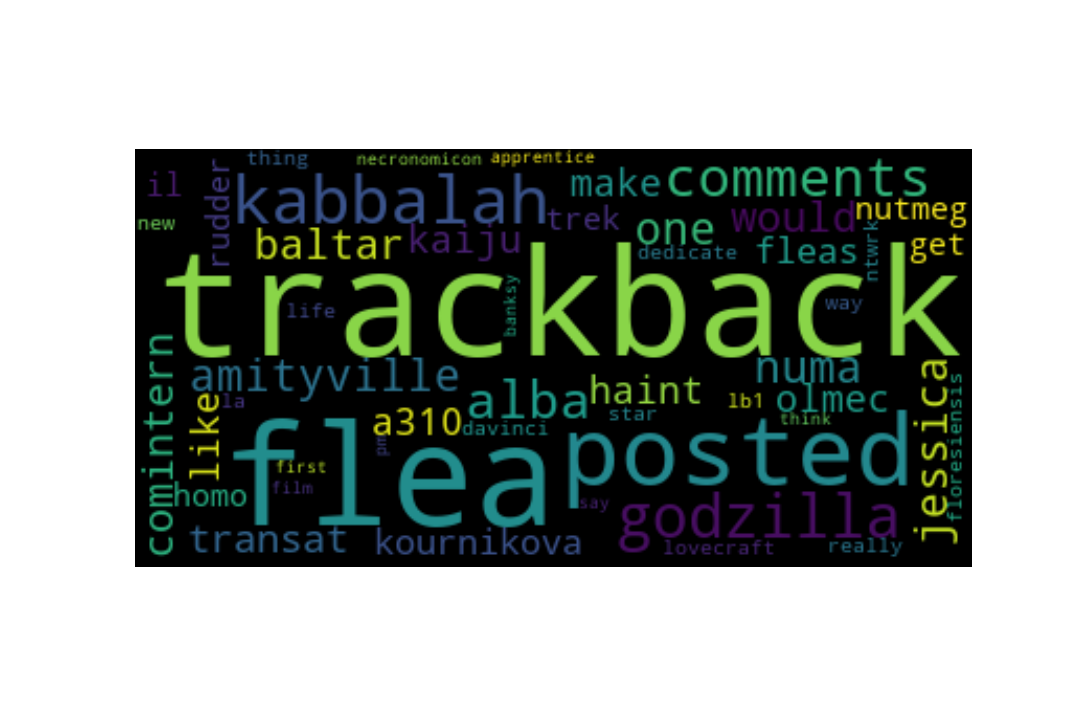 thing necronomicon apprentice
il rudder kabbalah make comments
new trek one would nutmeg
baltar kaiju dedicate fleas ntwrk get
trackback
life banksy way
comintern amityville numa
la like alba haint lb1 olmec jessica
a310 davinci star think floresiensis
flea pm posted
first
homo film say godzilla
transat kournikova lovecraft really